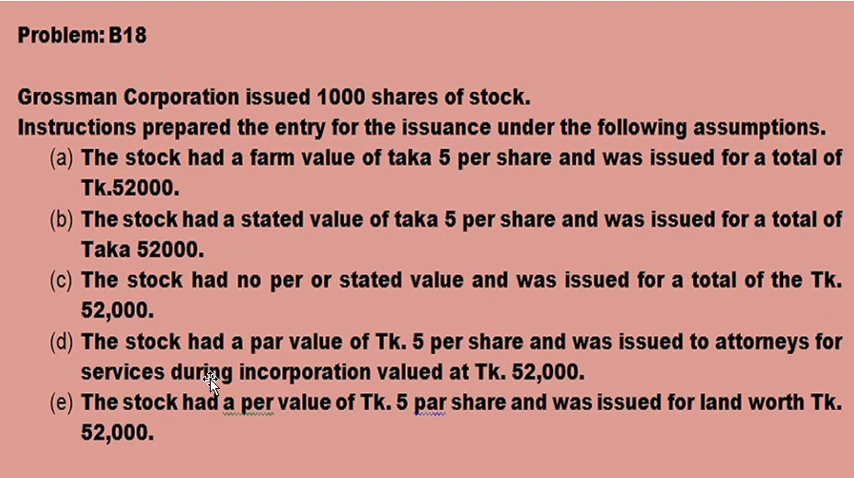 Problem: B18
Grossman Corporation issued 1000 shares of stock.
Instructions prepared the entry for the issuance under the following assumptions.
(a) The stock had a farm value of taka 5 per share and was issued for a total of
Tk.52000.
(b) The stock had a stated value of taka 5 per share and was issued for a total of
Taka 52000.
(c) The stock had no per or stated value and was issued for a total of the Tk.
52,000.
(d) The stock had a par value of Tk. 5 per share and was issued to attorneys for
services during incorporation valued at Tk. 52,000.
(e) The stock had a per value of Tk. 5 par share and was issued for land worth Tk.
52,000.